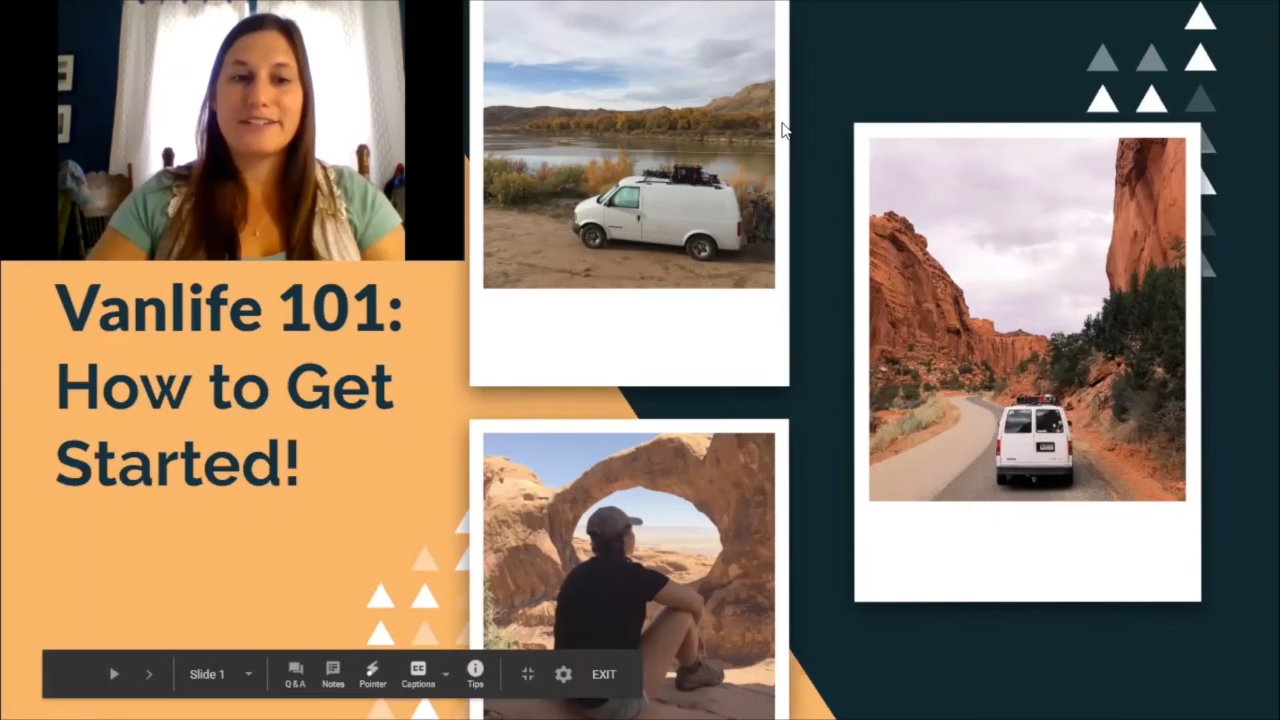 Vanlife 101:
How to Get
Started!
Slide 1
Q&A
Notes
Pointer
Captions
Tips
EXIT